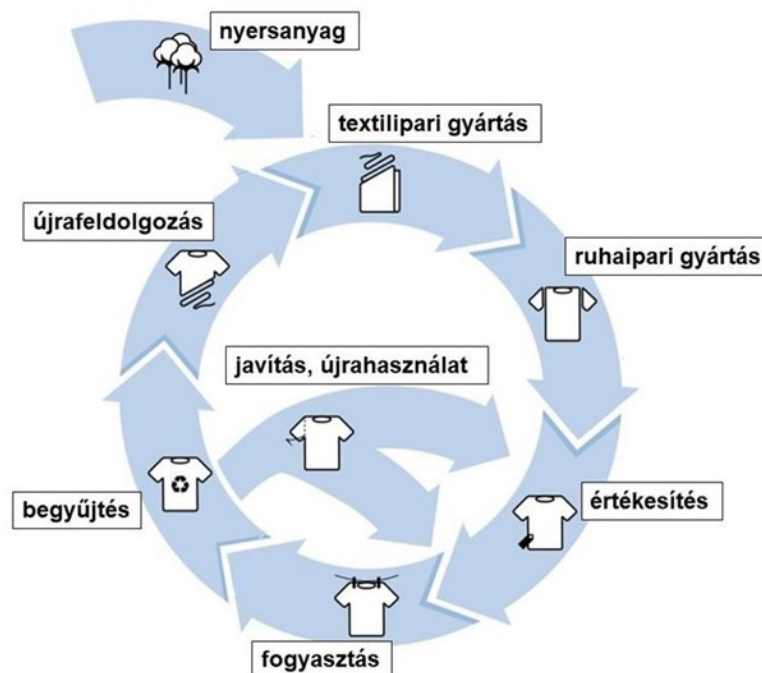 nyersanyag
textilipari gyártás
újrafeldolgozás
ruhaipari gyártás
javítás, újrahasználat
begyűjtés
értékesítés
fogyasztás